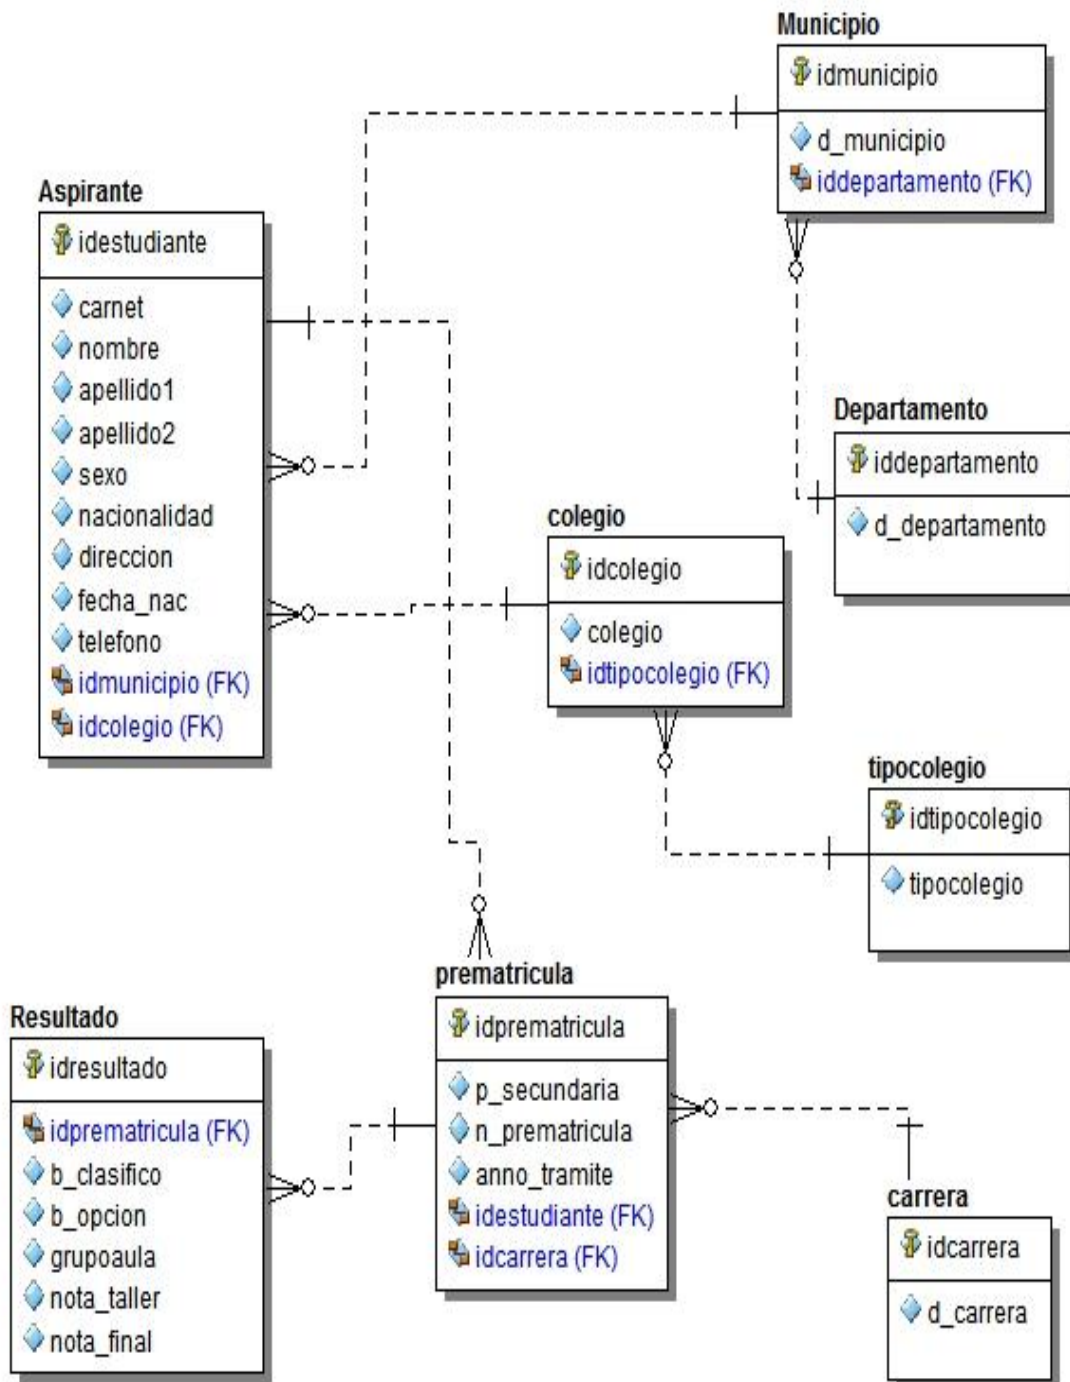 Municipio
idmunicipio
d_municipio
iddepartamento (FK)
Aspirante
idestudiante
carnet
nombre
apellido1
apellido2
sexo
nacionalidad
direccion
fecha_nac
telefono
idmunicipio (FK)
idcolegio (FK)
Departamento
iddepartamento
d_departamento
colegio
idcolegio
colegio
idtipocolegio (FK)
tipocolegio
idtipocolegio
tipocolegio
prematricula
idprematricula
p_secundaria
n_prematricula
anno_tramite
idestudiante (FK)
idcarrera (FK)
Resultado
idresultado
idprematricula (FK)
b_clasifico
b_opcion
grupoaula
nota_taller
nota_final
carrera
idcarrera
d_carrera